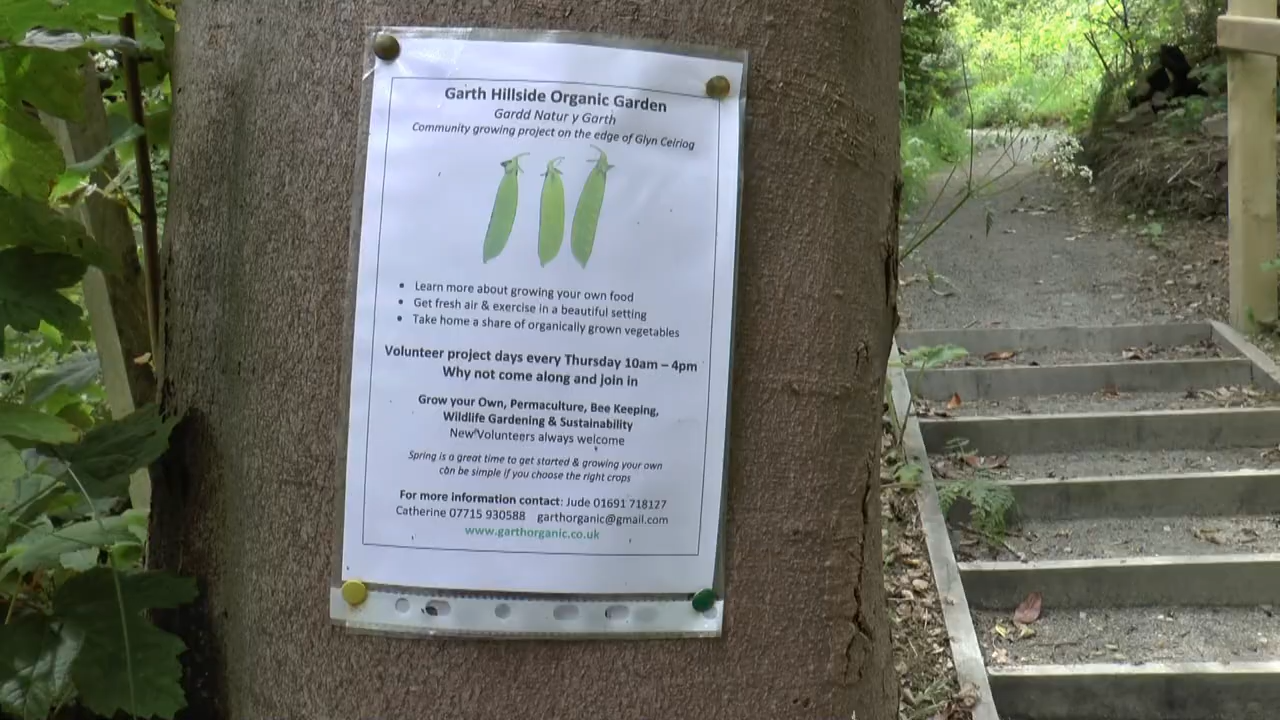 Garth Hillside Organic Garden
Gardd Natur y Garth
Community growing project on the edge of Glyn Ceiriog
• Learn more about growing your own food
• Get fresh air & exercise in a beautiful setting
• Take home a share of organically grown vegetables
Volunteer project days every Thursday 10am – 4pm
Why not come along and join in
Grow your Own, Permaculture, Bee Keeping,
Wildlife Gardening & Sustainability
New Volunteers always welcome
Spring is a great time to get started & growing your own
can be simple if you choose the right crops
For more information contact: Jude 01691 718127
Catherine 07715 930588 garthorganic@gmail.com
www.garthorganic.co.uk